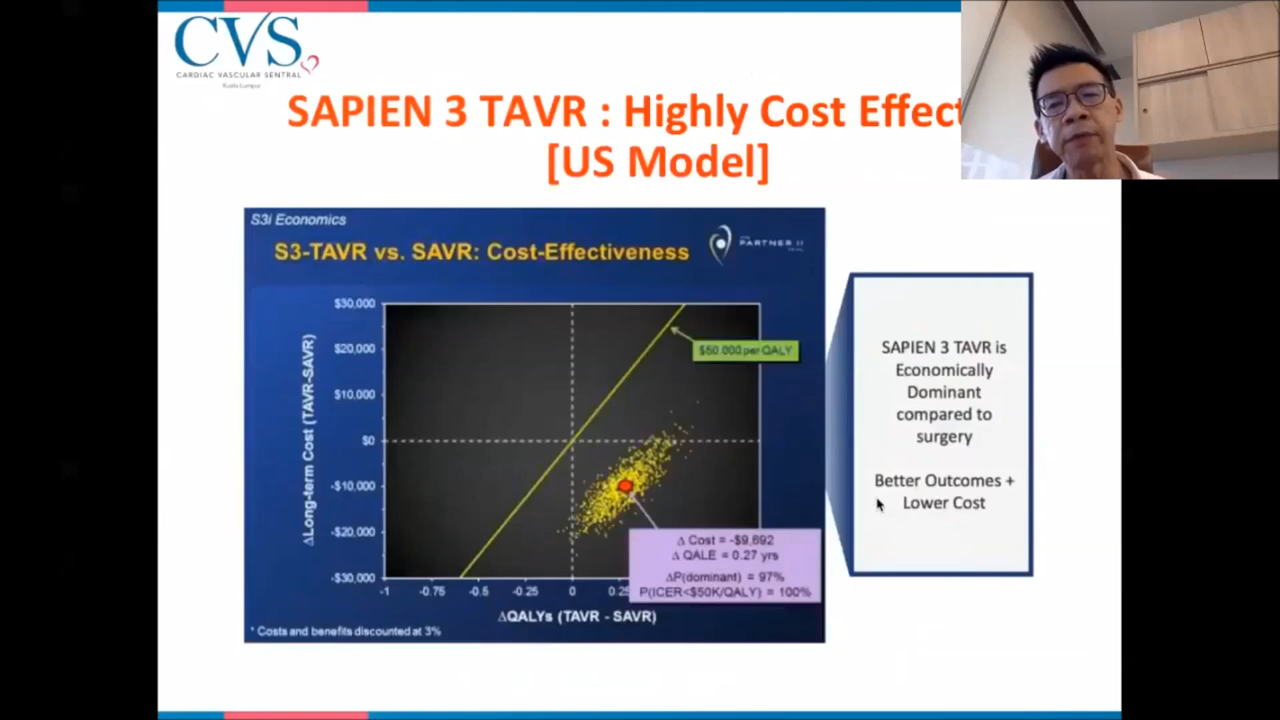 CVS
CARDIAC VASCULAR SENTRAL
Kuala Lumpur
SAPIEN 3 TAVR : Highly Cost Effect
[US Model]
S3i Economics
S3-TAVR vs. SAVR: Cost-Effectiveness
PARTNER II
ΔLong-term Cost (TAVR-SAVR)
$30,000
$20,000
$10,000
$0
-$10,000
-$20,000
-$30,000
$50,000 per QALY
Δ Cost = -$9,692
Δ QALE = 0.27 yrs
ΔP(dominant) = 97%
P(ICER<$50K/QALY) = 100%
-1 -0.75 -0.5 -0.25 0 0.25
ΔQALYs (TAVR - SAVR)
* Costs and benefits discounted at 3%
SAPIEN 3 TAVR is
Economically
Dominant
compared to
surgery
Better Outcomes +
Lower Cost